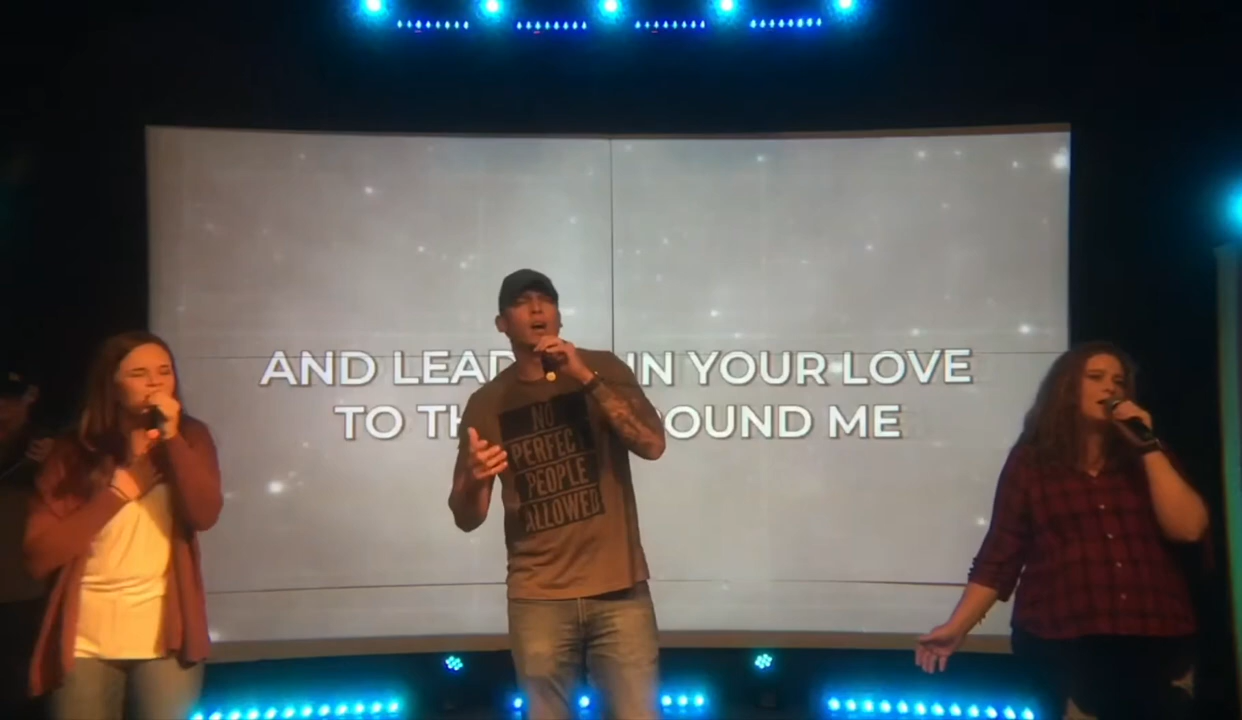 AND LEAD IN YOUR LOVE
TO TH OUND ME
NO
PERFECT
PEOPLE
ALLOWED